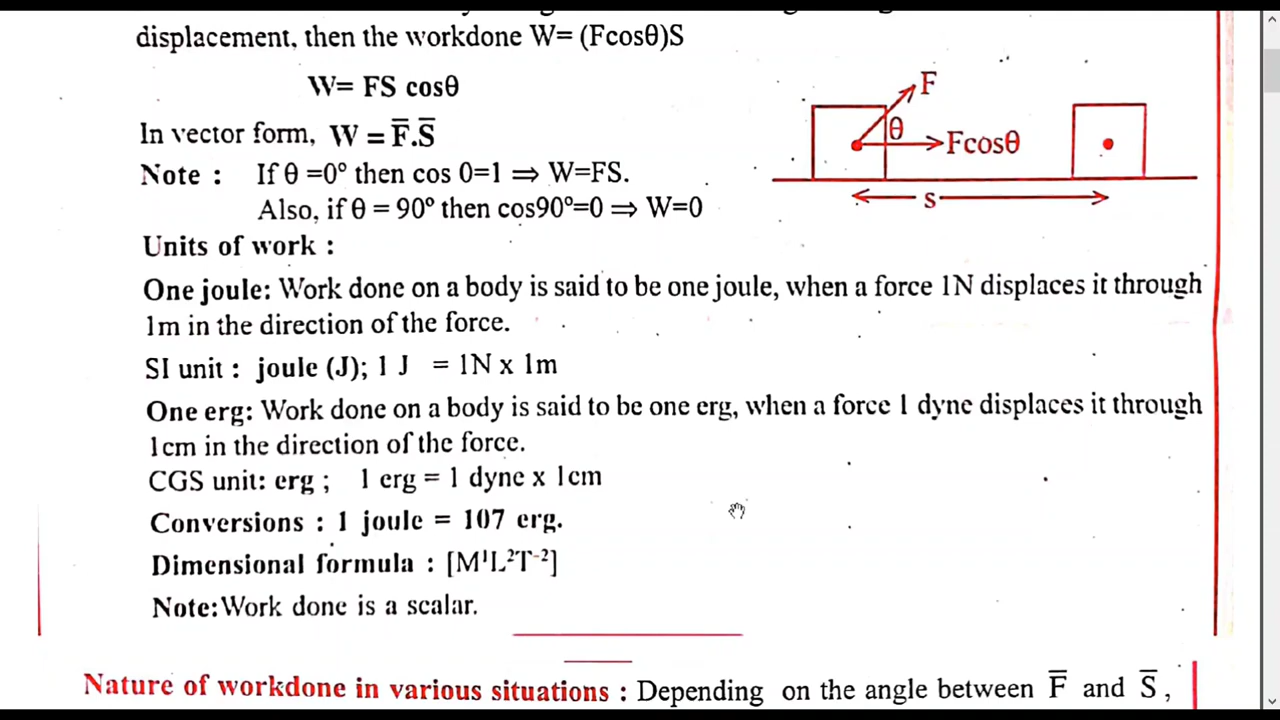 displacement, then the workdone W= (Fcosθ)S
W= FS cosθ
In vector form, W = F̅.S̅
Note : If θ =0º then cos 0=1 ⇒ W=FS.
Also, if θ = 90º then cos90º=0 ⇒ W=0
F
θ
Fcosθ
s
Units of work :
One joule: Work done on a body is said to be one joule, when a force 1N displaces it through
1m in the direction of the force.
SI unit : joule (J); 1 J = 1N x 1m
One erg: Work done on a body is said to be one erg, when a force 1 dyne displaces it through
1cm in the direction of the force.
CGS unit: erg ; 1 erg = 1 dyne x 1cm
Conversions : 1 joule = 107 erg.
Dimensional formula : [M¹L²T⁻²]
Note:Work done is a scalar.
Nature of workdone in various situations : Depending on the angle between F̅ and S̅ ,